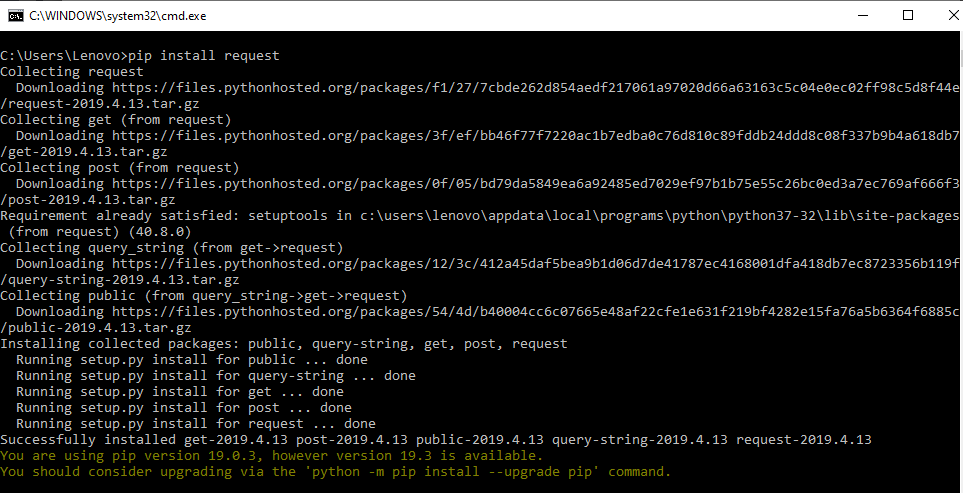 C:\WINDOWS\system32\cmd.exe
C:\Users\Lenovo>pip install request
Collecting request
  Downloading https://files.pythonhosted.org/packages/f1/27/7cbde262d854aedf217061a97020d66a63163c5c04e0ec02ff98c5d8f44e
/request-2019.4.13.tar.gz
Collecting get (from request)
  Downloading https://files.pythonhosted.org/packages/3f/ef/bb46f77f7220ac1b7edba0c76d810c89fddb24ddd8c08f337b9b4a618db7
/get-2019.4.13.tar.gz
Collecting post (from request)
  Downloading https://files.pythonhosted.org/packages/0f/05/bd79da5849ea6a92485ed7029ef97b1b75e55c26bc0ed3a7ec769af666f3
/post-2019.4.13.tar.gz
Requirement already satisfied: setuptools in c:\users\lenovo\appdata\local\programs\python\python37-32\lib\site-packages
 (from request) (40.8.0)
Collecting query_string (from get->request)
  Downloading https://files.pythonhosted.org/packages/12/3c/412a45daf5bea9b1d06d7de41787ec4168001dfa418db7ec8723356b119f
/query-string-2019.4.13.tar.gz
Collecting public (from query_string->get->request)
  Downloading https://files.pythonhosted.org/packages/54/4d/b40004cc6c07665e48af22cfe1e631f219bf4282e15fa76a5b6364f6885c
/public-2019.4.13.tar.gz
Installing collected packages: public, query-string, get, post, request
  Running setup.py install for public ... done
  Running setup.py install for query-string ... done
  Running setup.py install for get ... done
  Running setup.py install for post ... done
  Running setup.py install for request ... done
Successfully installed get-2019.4.13 post-2019.4.13 public-2019.4.13 query-string-2019.4.13 request-2019.4.13
You are using pip version 19.0.3, however version 19.3 is available.
You should consider upgrading via the 'python -m pip install --upgrade pip' command.